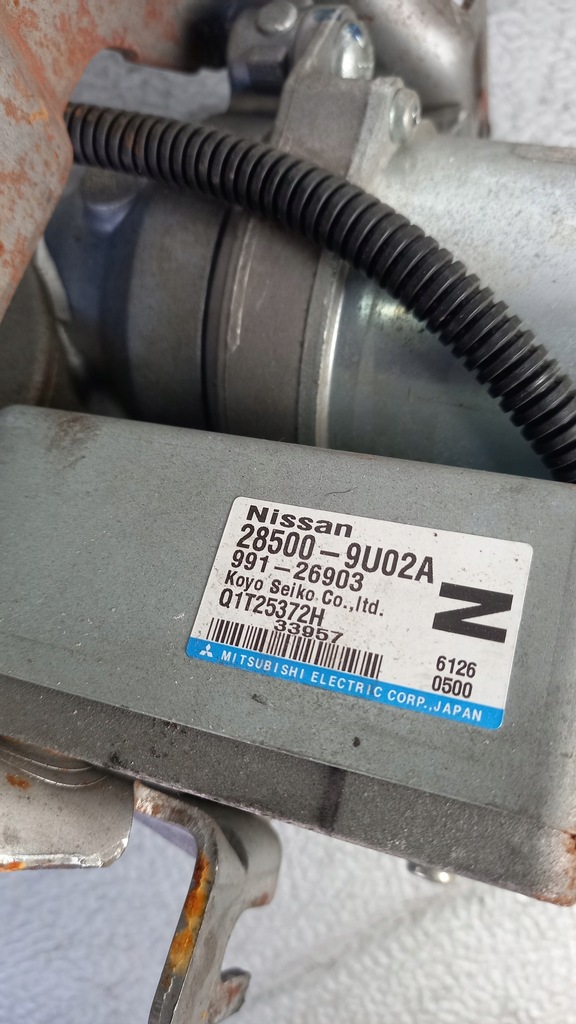 Nissan
28500-9U02A
991-26903
Koyo Seiko Co.,ltd.
Q1T25372H
33957
N
6126
0500
MITSUBISHI ELECTRIC CORP.,JAPAN